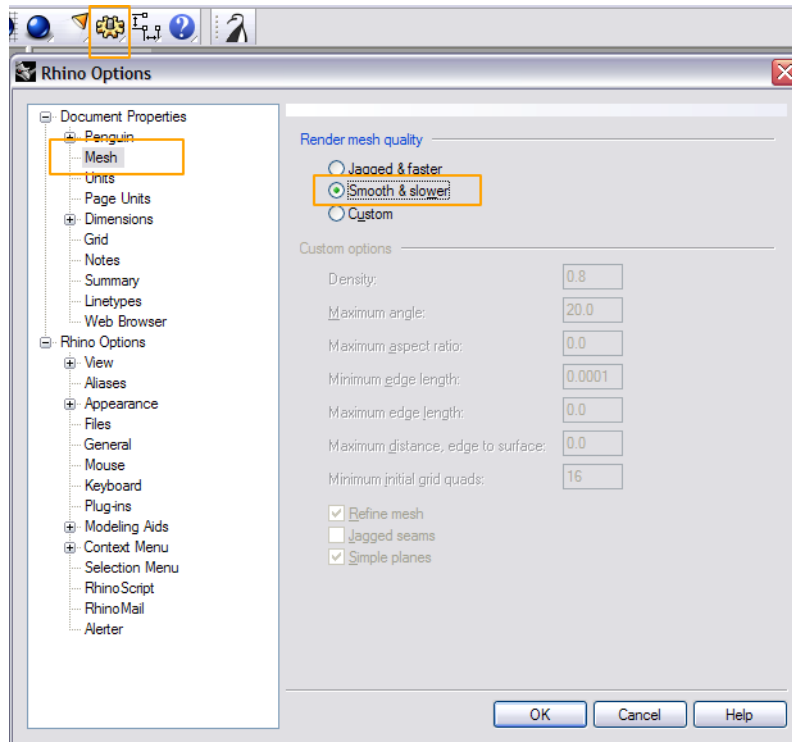 Rhino Options
Document Properties
Penguin
Mesh
Units
Page Units
Dimensions
Grid
Notes
Summary
Linetypes
Web Browser
Rhino Options
View
Aliases
Appearance
Files
General
Mouse
Keyboard
Plug-ins
Modeling Aids
Context Menu
Selection Menu
RhinoScript
RhinoMail
Alerter
Render mesh quality
Jagged & faster
Smooth & slower
Custom
Custom options
Density: 0.8
Maximum angle: 20.0
Maximum aspect ratio: 0.0
Minimum edge length: 0.0001
Maximum edge length: 0.0
Maximum distance, edge to surface: 0.0
Minimum initial grid quads: 16
Refine mesh
Jagged seams
Simple planes
OK Cancel Help